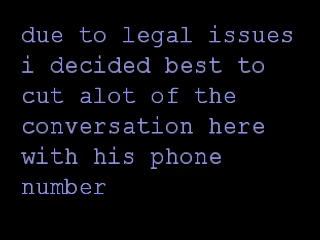 due to legal issues
i decided best to
cut alot of the
conversation here
with his phone
number